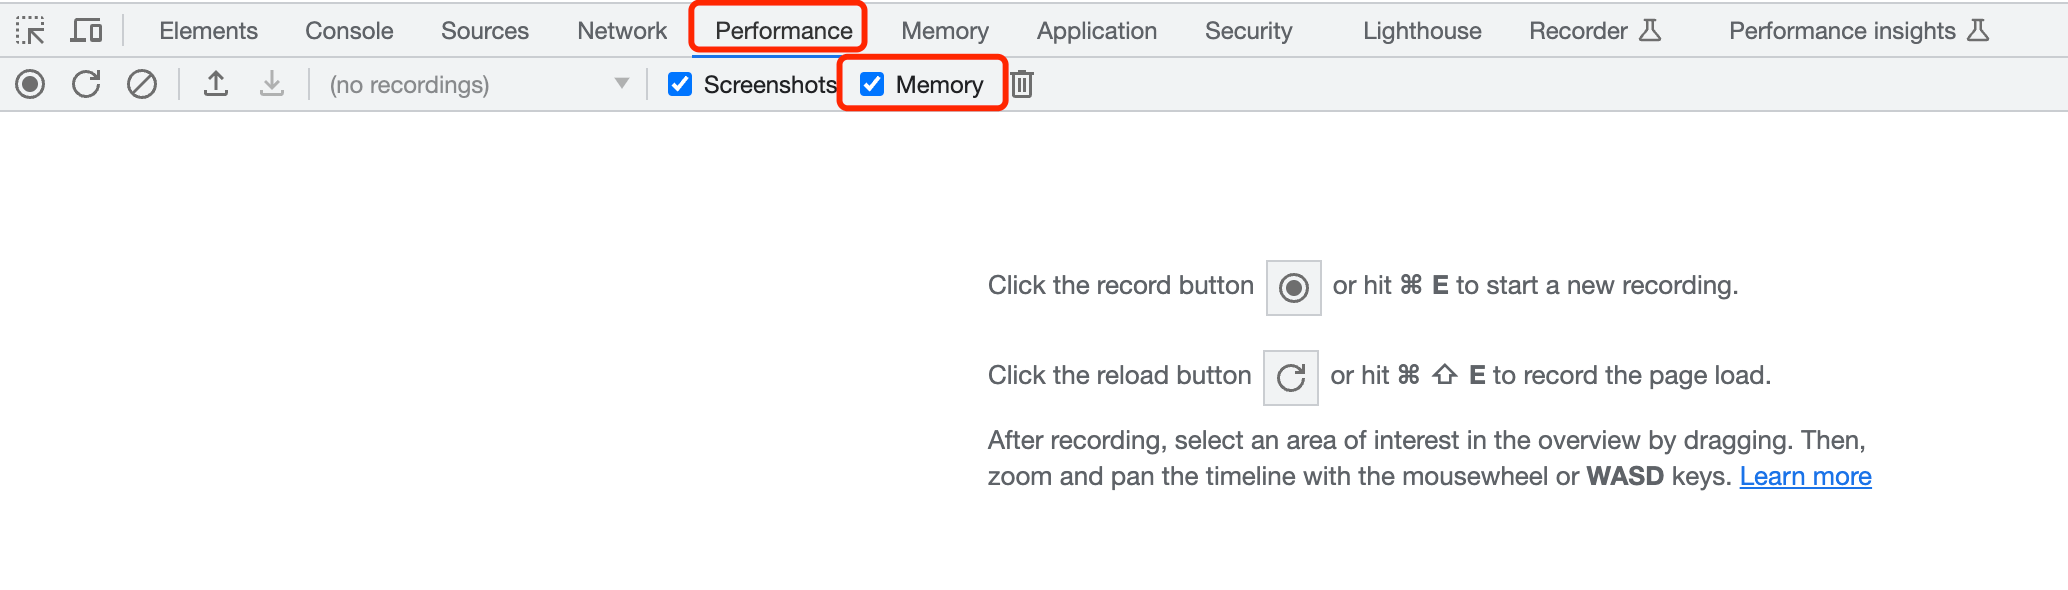 Elements Console Sources Network Performance Memory Application Security Lighthouse Recorder Performance insights
(no recordings) Screenshots Memory
Click the record button or hit ⌘ E to start a new recording.
Click the reload button or hit ⌘ ⇧ E to record the page load.
After recording, select an area of interest in the overview by dragging. Then,
zoom and pan the timeline with the mousewheel or WASD keys. Learn more